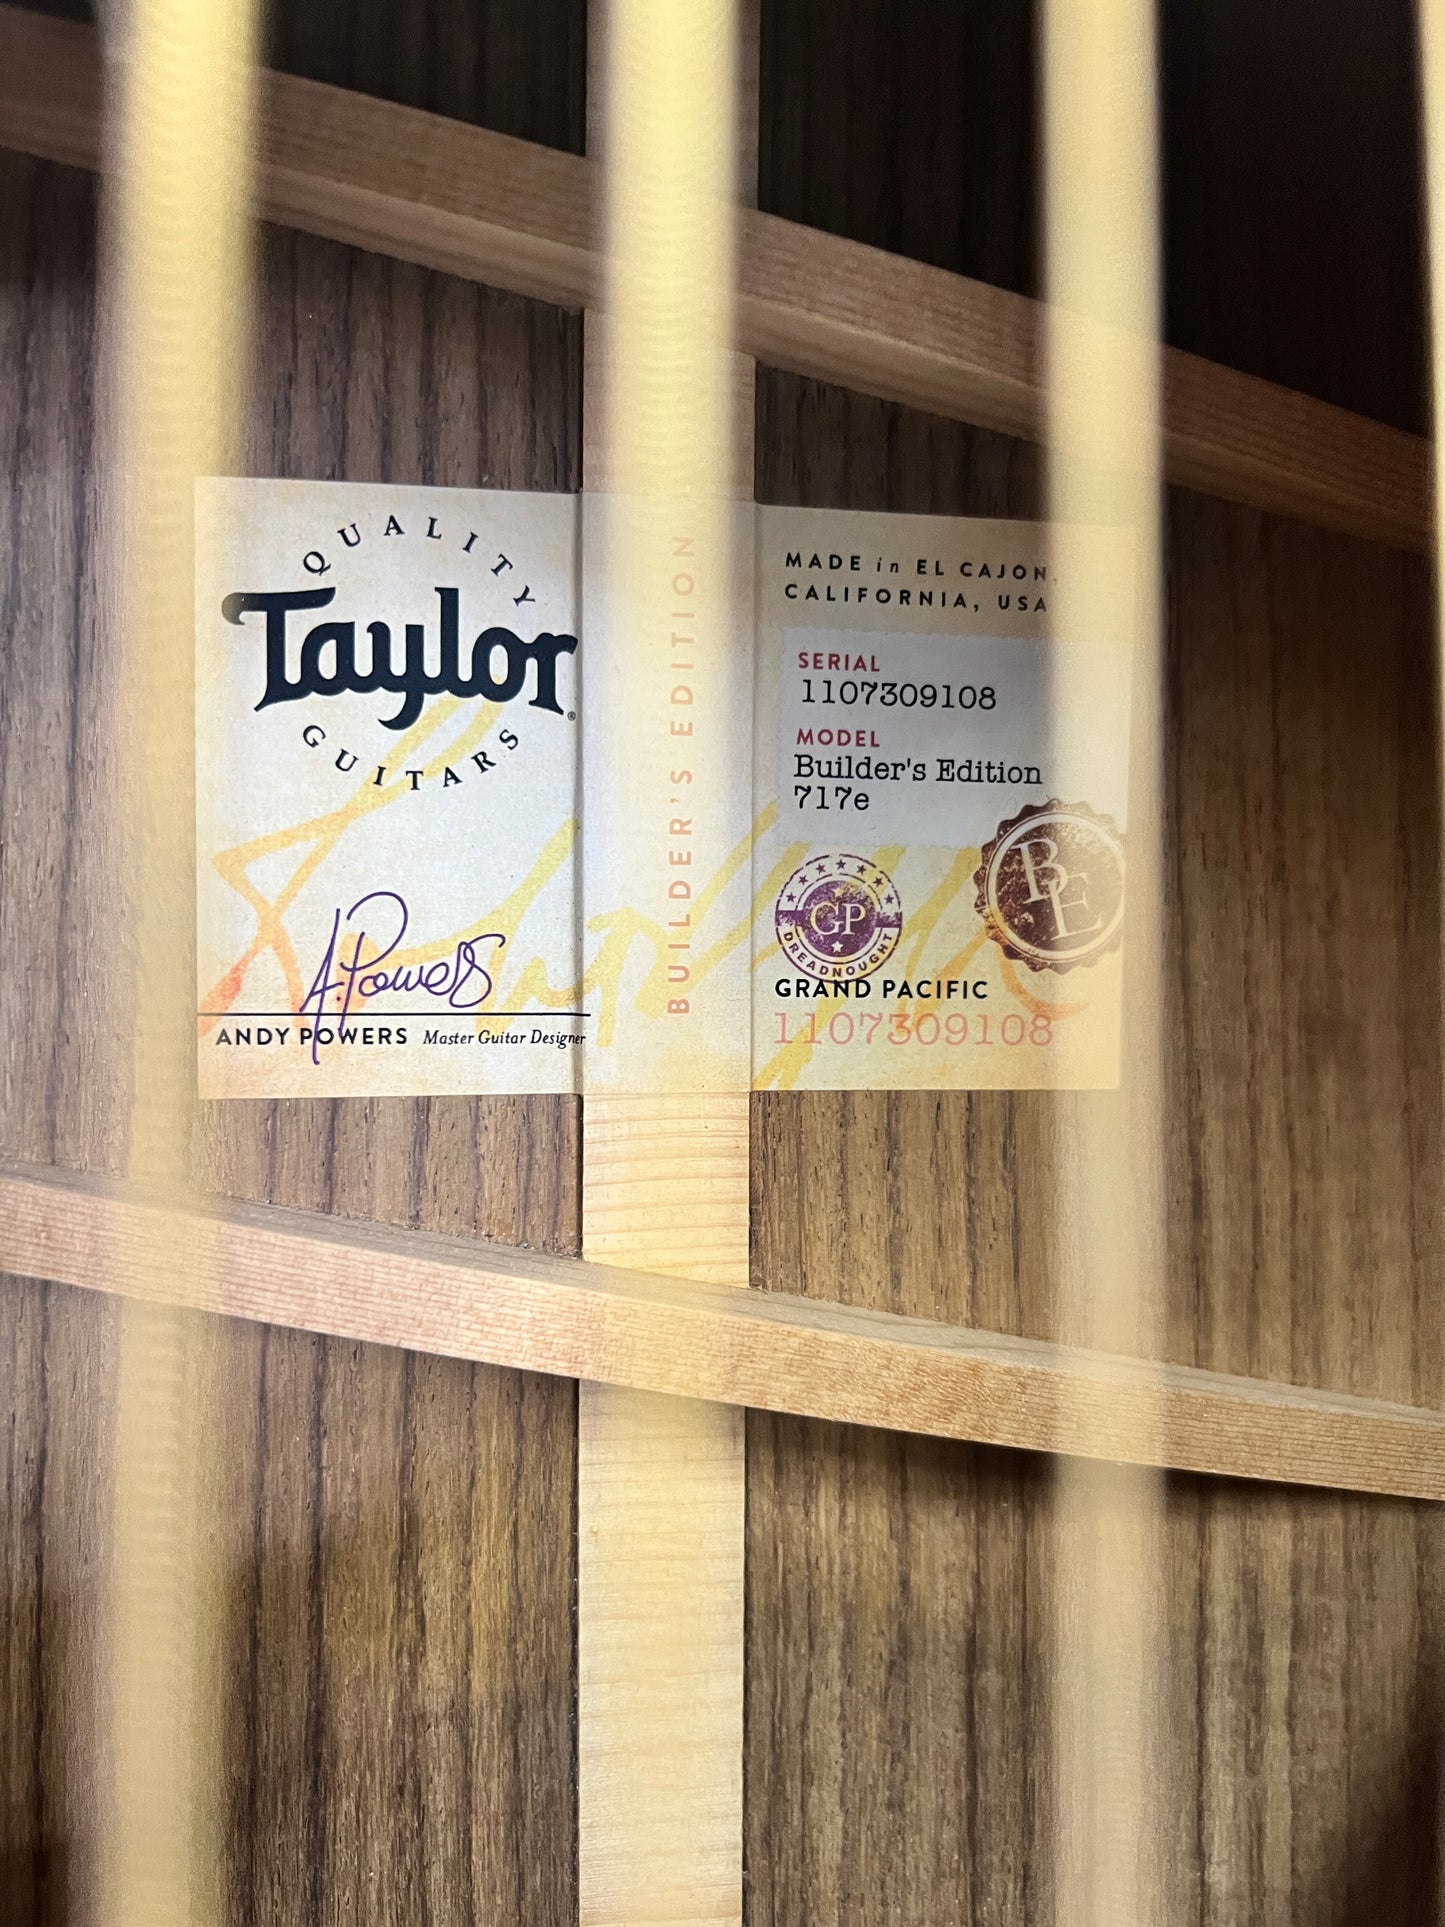 QUALITY
Taylor®
GUITARS
A. Powers
ANDY POWERS Master Guitar Designer
BUILDER'S EDITION
MADE in EL CAJON,
CALIFORNIA, USA
SERIAL
1107309108
MODEL
Builder's Edition
717e
GP
DREADNOUGHT
BE
GRAND PACIFIC
1107309108